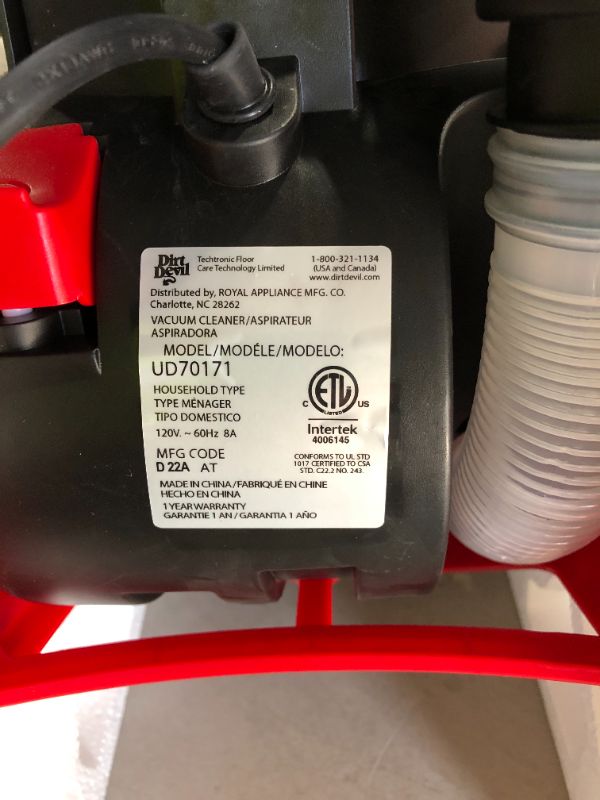 Dirt
Devil
Techtronic Floor
Care Technology Limited
1-800-321-1134
(USA and Canada)
www.dirtdevil.com
Distributed by, ROYAL APPLIANCE MFG. CO.
Charlotte, NC 28262
VACUUM CLEANER/ASPIRATEUR
ASPIRADORA
MODEL/MODÉLE/MODELO:
UD70171
HOUSEHOLD TYPE
TYPE MÉNAGER
TIPO DOMESTICO
120V. ~ 60Hz 8A
MFG CODE
D 22A AT
ETL
C US
LISTED
Intertek
4006145
CONFORMS TO UL STD
1017 CERTIFIED TO CSA
STD. C22.2 NO. 243.
MADE IN CHINA/FABRIQUÉ EN CHINE
HECHO EN CHINA
1 YEAR WARRANTY
GARANTIE 1 AN / GARANTIA 1 AÑO